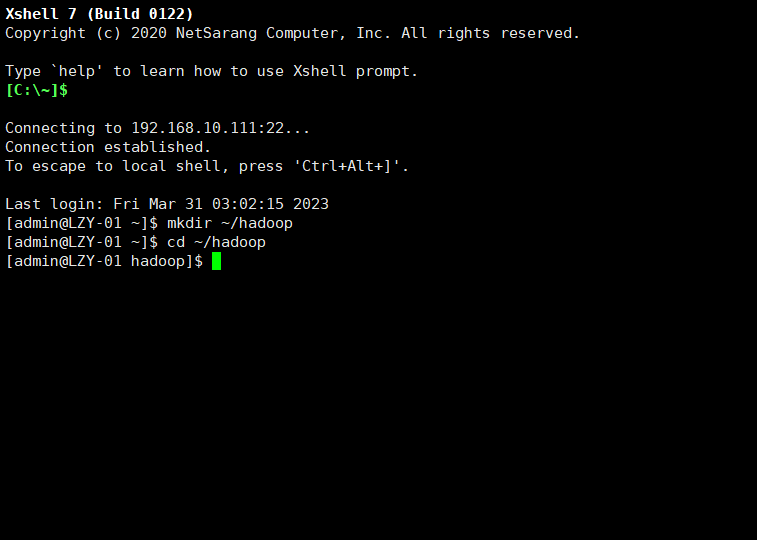 Xshell 7 (Build 0122)
Copyright (c) 2020 NetSarang Computer, Inc. All rights reserved.
Type `help' to learn how to use Xshell prompt.
[C:\~]$
Connecting to 192.168.10.111:22...
Connection established.
To escape to local shell, press 'Ctrl+Alt+]'.
Last login: Fri Mar 31 03:02:15 2023
[admin@LZY-01 ~]$ mkdir ~/hadoop
[admin@LZY-01 ~]$ cd ~/hadoop
[admin@LZY-01 hadoop]$